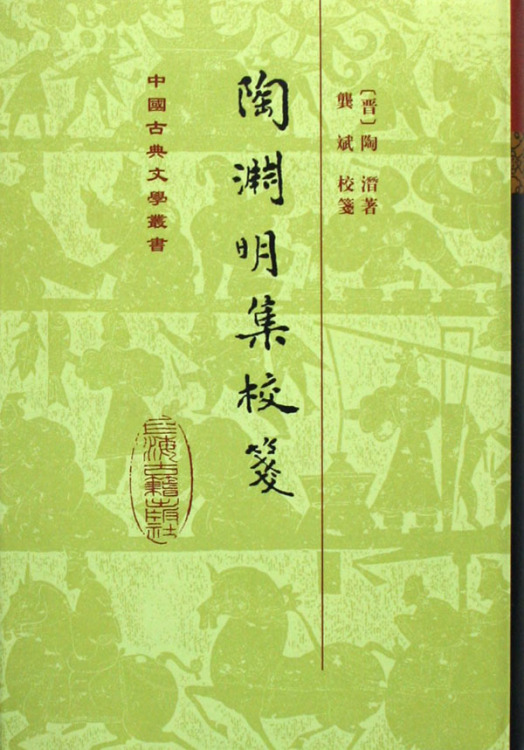 〔晋〕陶 潛著
龔 斌 校箋
陶淵明集校箋
中國古典文學叢書
上海古籍出版社